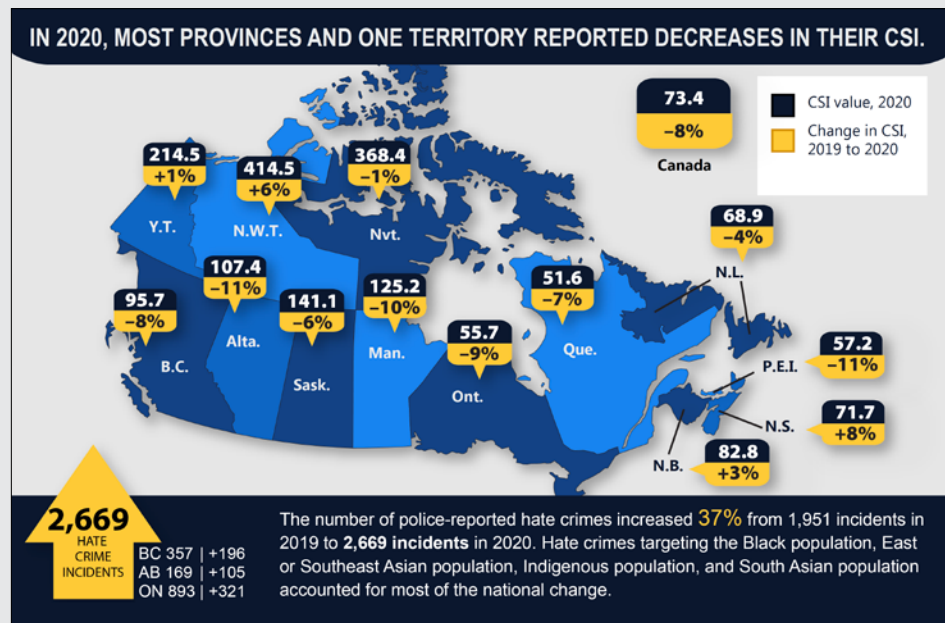 IN 2020, MOST PROVINCES AND ONE TERRITORY REPORTED DECREASES IN THEIR CSI.
73.4
–8%
Canada
CSI value, 2020
Change in CSI,
2019 to 2020
214.5
+1%
Y.T.
414.5
+6%
N.W.T.
368.4
–1%
Nvt.
68.9
–4%
N.L.
95.7
–8%
B.C.
107.4
–11%
Alta.
141.1
–6%
Sask.
125.2
–10%
Man.
55.7
–9%
Ont.
51.6
–7%
Que.
P.E.I.
57.2
–11%
N.S.
71.7
+8%
N.B.
82.8
+3%
2,669
HATE
CRIME
INCIDENTS
BC 357 | +196
AB 169 | +105
ON 893 | +321
The number of police-reported hate crimes increased 37% from 1,951 incidents in
2019 to 2,669 incidents in 2020. Hate crimes targeting the Black population, East
or Southeast Asian population, Indigenous population, and South Asian population
accounted for most of the national change.